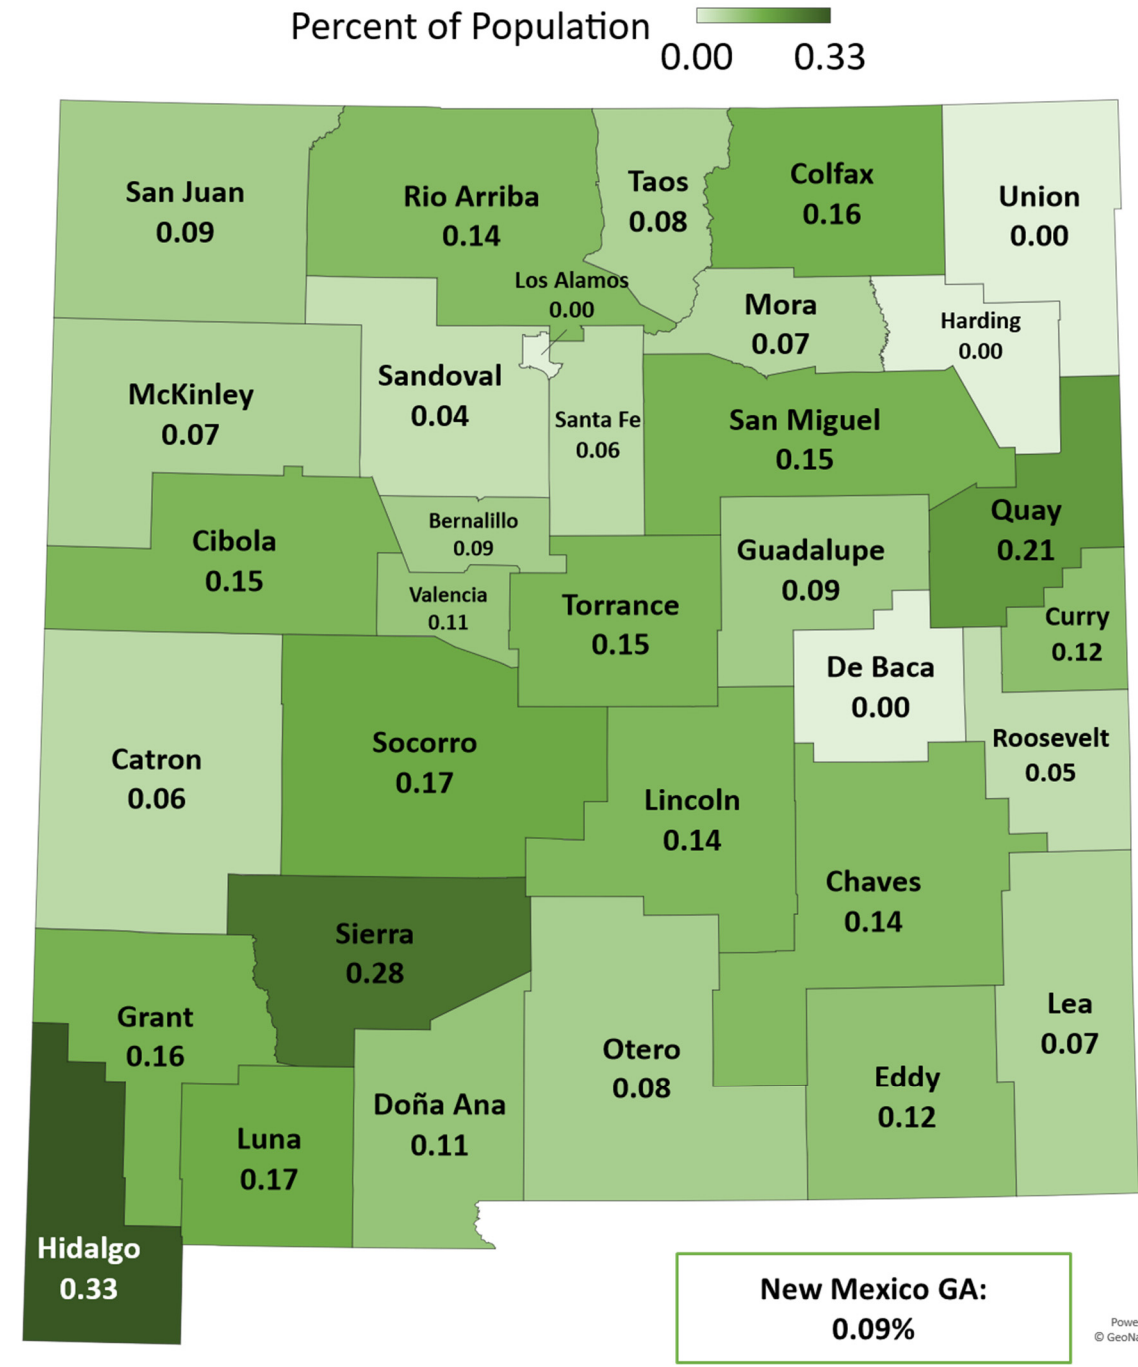 Percent of Population
0.00 0.33
San Juan
0.09
Rio Arriba
0.14
Taos
0.08
Colfax
0.16
Union
0.00
Los Alamos
0.00
Mora
0.07
Harding
0.00
McKinley
0.07
Sandoval
0.04
Santa Fe
0.06
San Miguel
0.15
Quay
0.21
Cibola
0.15
Bernalillo
0.09
Valencia
0.11
Torrance
0.15
Guadalupe
0.09
Curry
0.12
De Baca
0.00
Roosevelt
0.05
Catron
0.06
Socorro
0.17
Lincoln
0.14
Chaves
0.14
Sierra
0.28
Grant
0.16
Otero
0.08
Lea
0.07
Eddy
0.12
Doña Ana
0.11
Luna
0.17
Hidalgo
0.33
New Mexico GA:
0.09%
Powe
© GeoNa